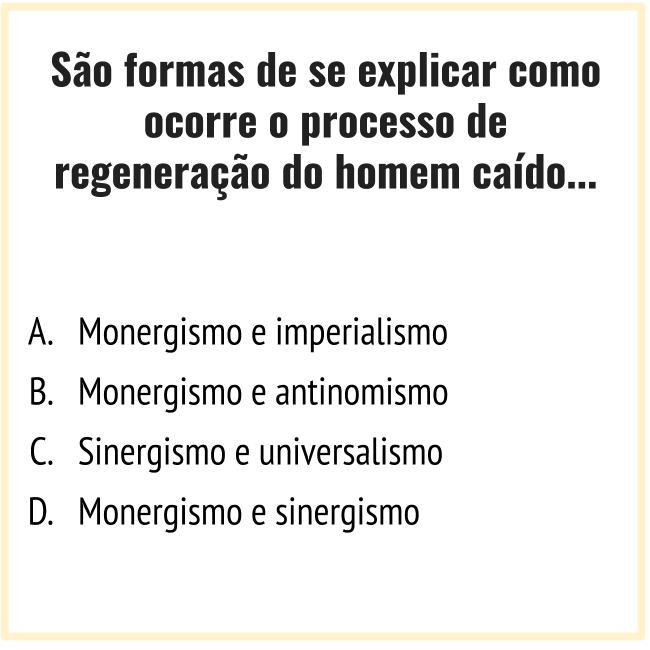 São formas de se explicar como
ocorre o processo de
regeneração do homem caído...
A. Monergismo e imperialismo
B. Monergismo e antinomismo
C. Sinergismo e universalismo
D. Monergismo e sinergismo